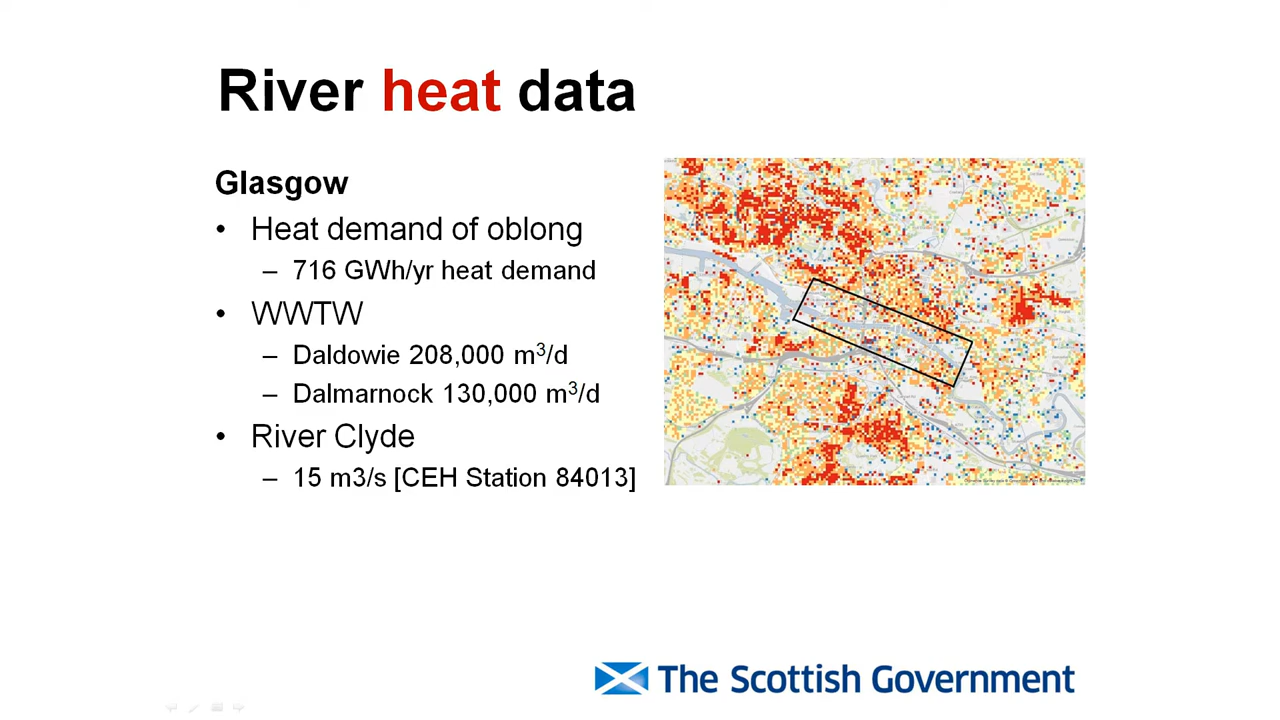 River heat data
Glasgow
• Heat demand of oblong
– 716 GWh/yr heat demand
• WWTW
– Daldowie 208,000 m³/d
– Dalmarnock 130,000 m³/d
• River Clyde
– 15 m3/s [CEH Station 84013]
The Scottish Government